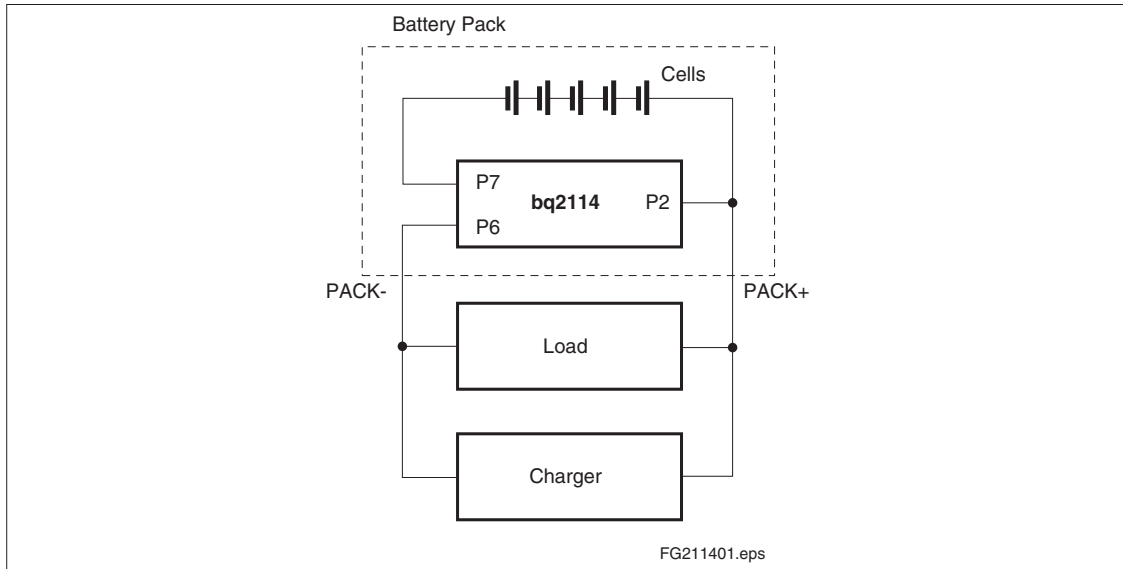 Battery Pack
Cells
P7
bq2114
P2
P6
PACK-
PACK+
Load
Charger
FG211401.eps